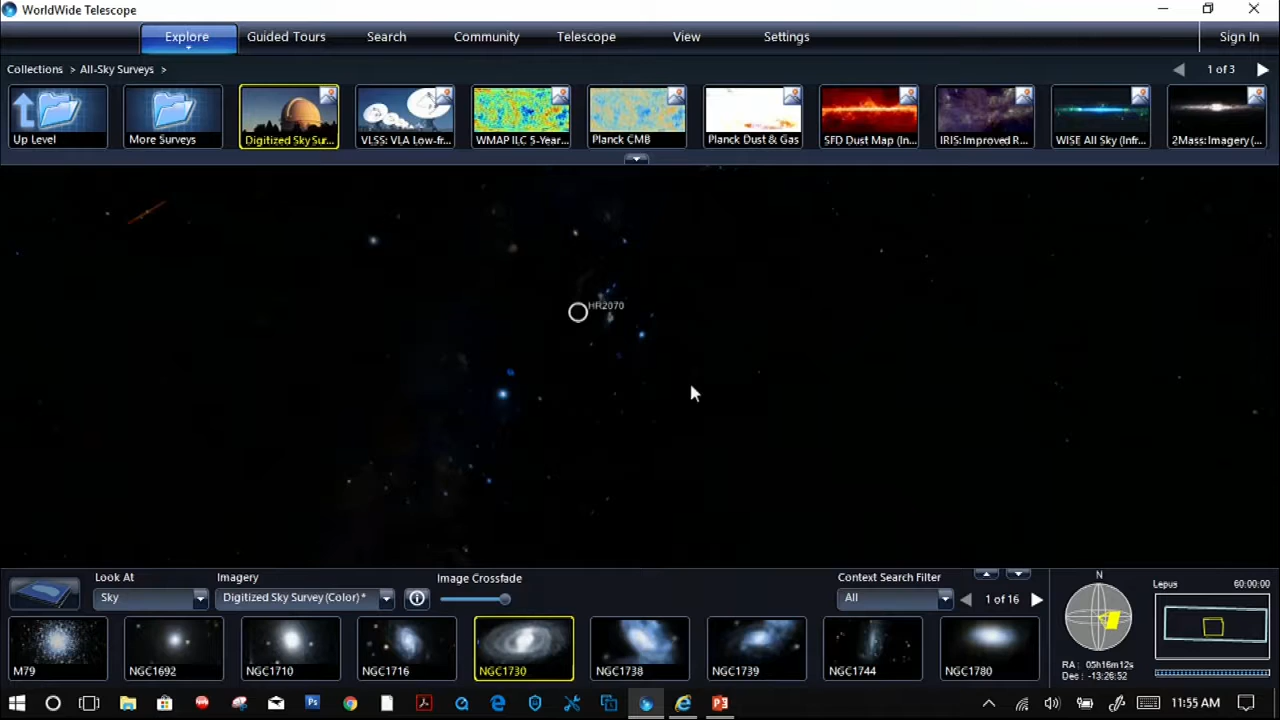 WorldWide Telescope
Explore Guided Tours Search Community Telescope View Settings Sign In
Collections > All-Sky Surveys > 1 of 3
Up Level More Surveys Digitized Sky Sur... VLSS: VLA Low-fr... WMAP ILC 5-Year... Planck CMB Planck Dust & Gas SFD Dust Map (In... IRIS: Improved R... WISE All Sky (Infr... 2Mass: Imagery (...
HR2070
Look At Imagery Image Crossfade Context Search Filter
Sky Digitized Sky Survey (Color) * All 1 of 16
M79 NGC1692 NGC1710 NGC1716 NGC1730 NGC1738 NGC1739 NGC1744 NGC1780
N
Lepus 60:00:00
RA : 05h16m12s
Dec : -13:26:52
11:55 AM